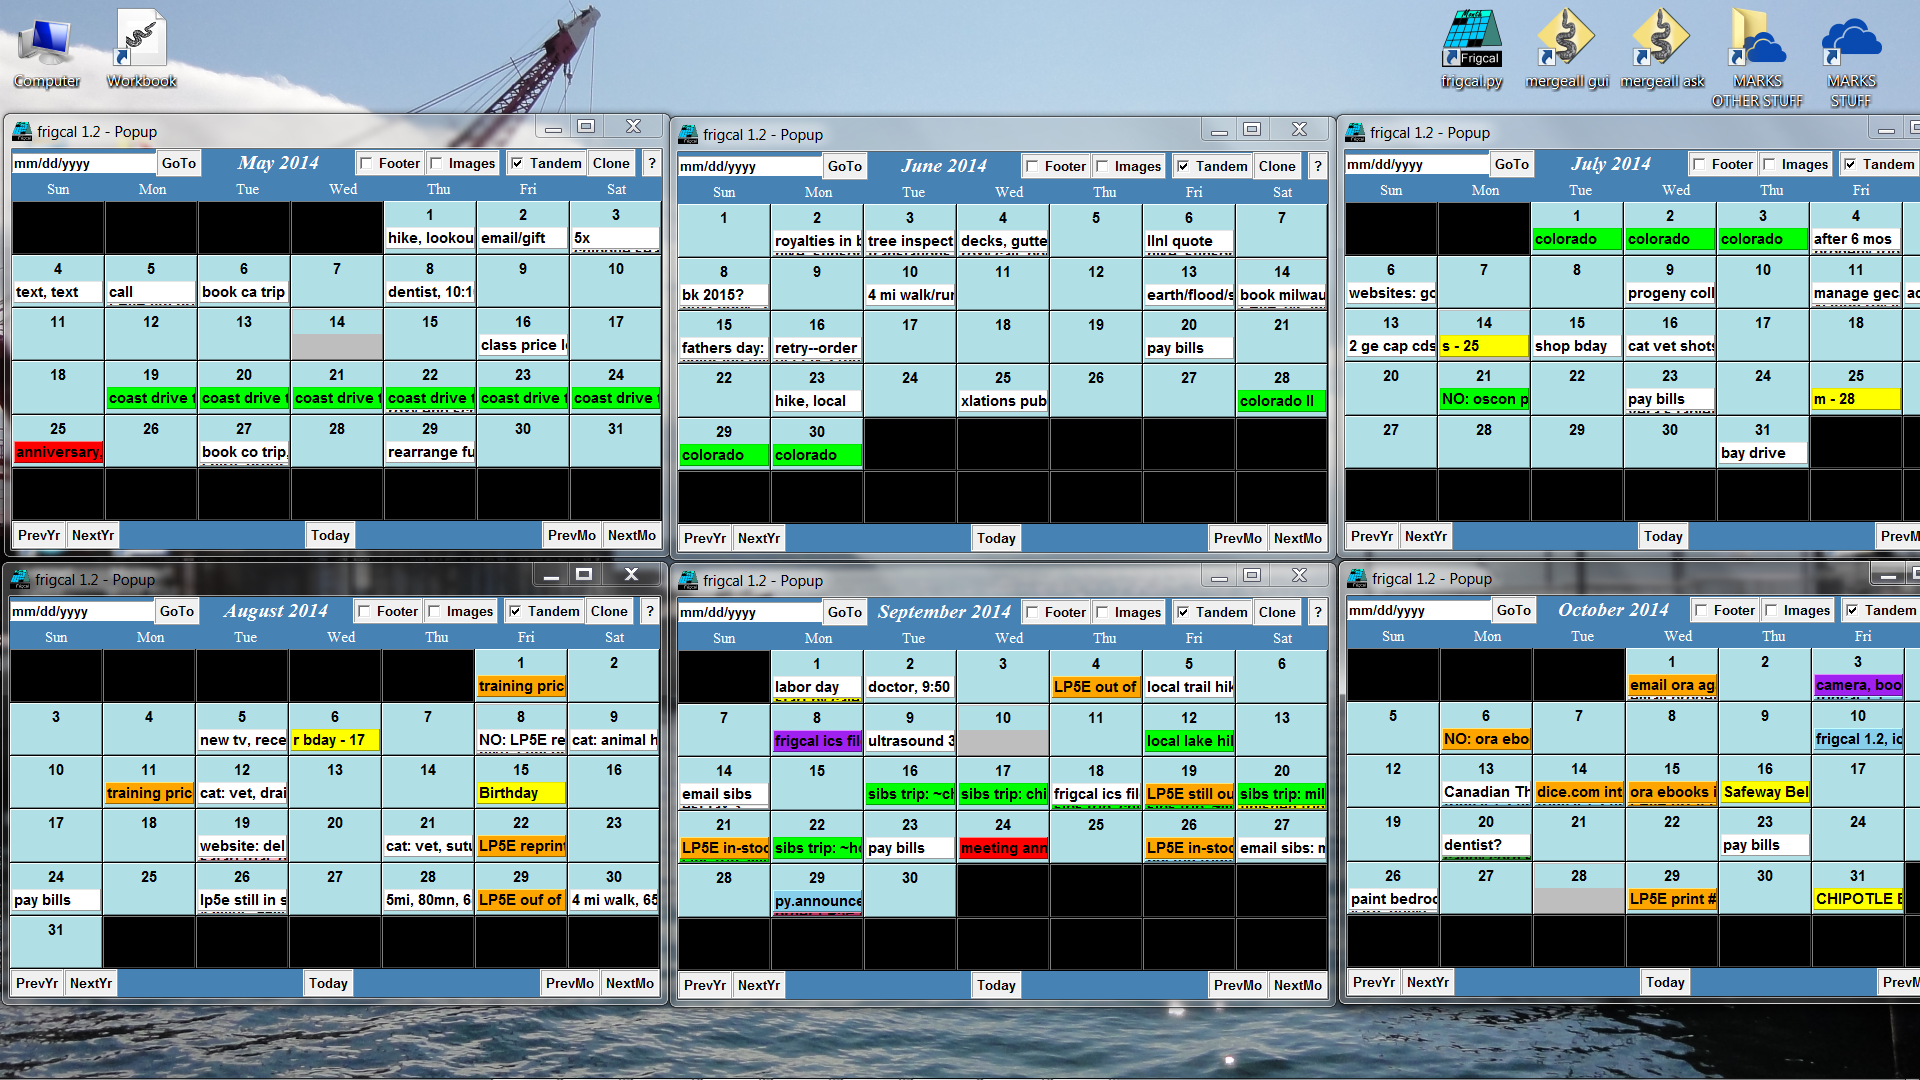 Computer
Workbook
frigcal.py
mergeall gui
mergeall ask
MARKS OTHER STUFF
MARKS STUFF
frigcal 1.2 - Popup
mm/dd/yyyy GoTo May 2014 Footer Images Tandem Clone ?
Sun Mon Tue Wed Thu Fri Sat
1 2 3
hike, lookou email/gift 5x
4 5 6 7 8 9 10
text, text call book ca trip dentist, 10:1
11 12 13 14 15 16 17
class price l
18 19 20 21 22 23 24
coast drive t coast drive t coast drive t coast drive t coast drive t coast drive t
25 26 27 28 29 30 31
anniversary, book co trip, rearrange fu
PrevYr NextYr Today PrevMo NextMo
frigcal 1.2 - Popup
mm/dd/yyyy GoTo June 2014 Footer Images Tandem Clone ?
Sun Mon Tue Wed Thu Fri Sat
1 2 3 4 5 6 7
royalties in b tree inspect decks, gutte llnl quote
8 9 10 11 12 13 14
bk 2015? 4 mi walk/run earth/flood/s book milwau
15 16 17 18 19 20 21
fathers day: retry--order pay bills
22 23 24 25 26 27 28
hike, local xlations pub colorado II
29 30
colorado colorado
PrevYr NextYr Today PrevMo NextMo
frigcal 1.2 - Popup
mm/dd/yyyy GoTo July 2014 Footer Images Tandem
Sun Mon Tue Wed Thu Fri
1 2 3 4
colorado colorado colorado after 6 mos
6 7 8 9 10 11
websites: go progeny coll manage gec
13 14 15 16 17 18
2 ge cap cds s - 25 shop bday cat vet shots
20 21 22 23 24 25
NO: oscon p pay bills m - 28
27 28 29 30 31
bay drive
PrevYr NextYr Today PrevM
frigcal 1.2 - Popup
mm/dd/yyyy GoTo August 2014 Footer Images Tandem Clone ?
Sun Mon Tue Wed Thu Fri Sat
1 2
training pric
3 4 5 6 7 8 9
new tv, rece r bday - 17 NO: LP5E re cat: animal h
10 11 12 13 14 15 16
training pric cat: vet, drai Birthday
17 18 19 20 21 22 23
website: del cat: vet, sutu LP5E reprint
24 25 26 27 28 29 30
pay bills lp5e still in s 5mi, 80mn, 6 LP5E ouf of 4 mi walk, 65
31
PrevYr NextYr Today PrevMo NextMo
frigcal 1.2 - Popup
mm/dd/yyyy GoTo September 2014 Footer Images Tandem Clone ?
Sun Mon Tue Wed Thu Fri Sat
1 2 3 4 5 6
labor day doctor, 9:50 LP5E out of local trail hik
7 8 9 10 11 12 13
frigcal ics fil ultrasound 3 local lake hil
14 15 16 17 18 19 20
email sibs sibs trip: ~ch sibs trip: chi frigcal ics fil LP5E still ou sibs trip: mil
21 22 23 24 25 26 27
LP5E in-stoc sibs trip: ~ho pay bills meeting ann LP5E in-stoc email sibs: m
28 29 30
py.announce
PrevYr NextYr Today PrevMo NextMo
frigcal 1.2 - Popup
mm/dd/yyyy GoTo October 2014 Footer Images Tandem
Sun Mon Tue Wed Thu Fri
1 2 3
email ora ag camera, boo
5 6 7 8 9 10
NO: ora ebo frigcal 1.2, ic
12 13 14 15 16 17
Canadian Th dice.com int ora ebooks i Safeway Bel
19 20 21 22 23 24
dentist? pay bills
26 27 28 29 30 31
paint bedroo LP5E print # CHIPOTLE
PrevYr NextYr Today PrevM